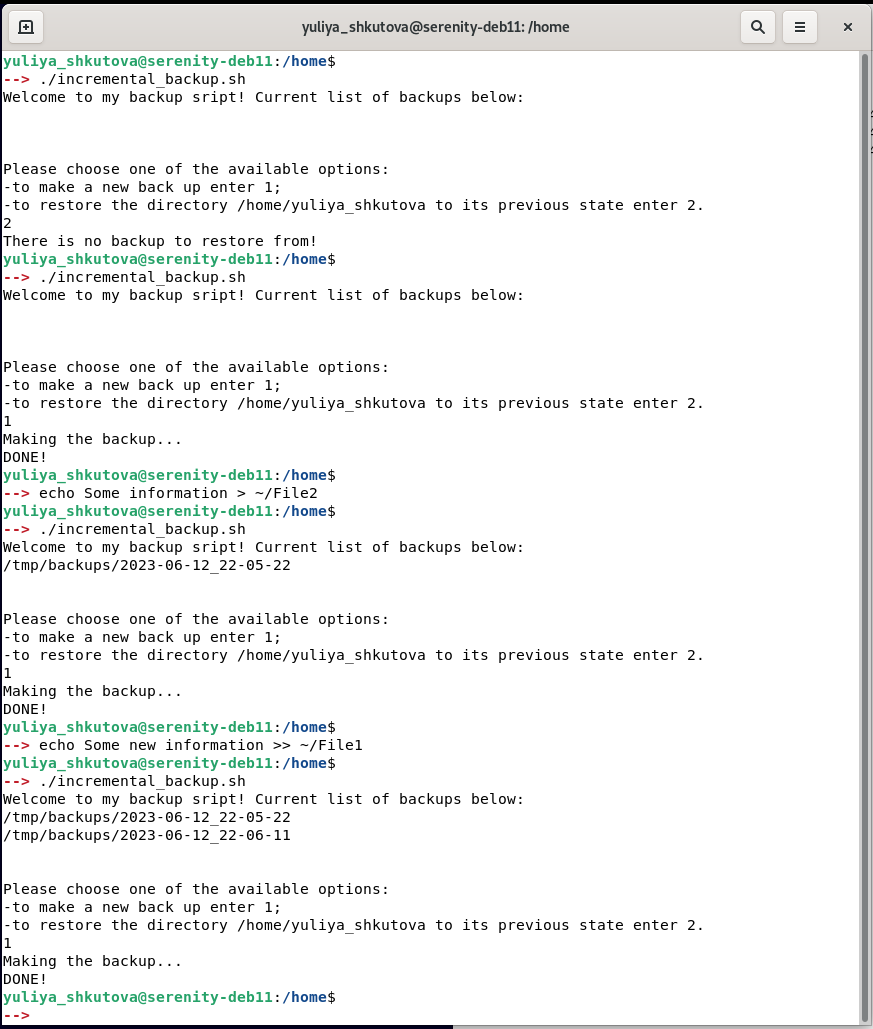 yuliya_shkutova@serenity-deb11: /home
yuliya_shkutova@serenity-deb11:/home$
--> ./incremental_backup.sh
Welcome to my backup sript! Current list of backups below:
Please choose one of the available options:
-to make a new back up enter 1;
-to restore the directory /home/yuliya_shkutova to its previous state enter 2.
2
There is no backup to restore from!
yuliya_shkutova@serenity-deb11:/home$
--> ./incremental_backup.sh
Welcome to my backup sript! Current list of backups below:
Please choose one of the available options:
-to make a new back up enter 1;
-to restore the directory /home/yuliya_shkutova to its previous state enter 2.
1
Making the backup...
DONE!
yuliya_shkutova@serenity-deb11:/home$
--> echo Some information > ~/File2
yuliya_shkutova@serenity-deb11:/home$
--> ./incremental_backup.sh
Welcome to my backup sript! Current list of backups below:
/tmp/backups/2023-06-12_22-05-22
Please choose one of the available options:
-to make a new back up enter 1;
-to restore the directory /home/yuliya_shkutova to its previous state enter 2.
1
Making the backup...
DONE!
yuliya_shkutova@serenity-deb11:/home$
--> echo Some new information >> ~/File1
yuliya_shkutova@serenity-deb11:/home$
--> ./incremental_backup.sh
Welcome to my backup sript! Current list of backups below:
/tmp/backups/2023-06-12_22-05-22
/tmp/backups/2023-06-12_22-06-11
Please choose one of the available options:
-to make a new back up enter 1;
-to restore the directory /home/yuliya_shkutova to its previous state enter 2.
1
Making the backup...
DONE!
yuliya_shkutova@serenity-deb11:/home$
-->